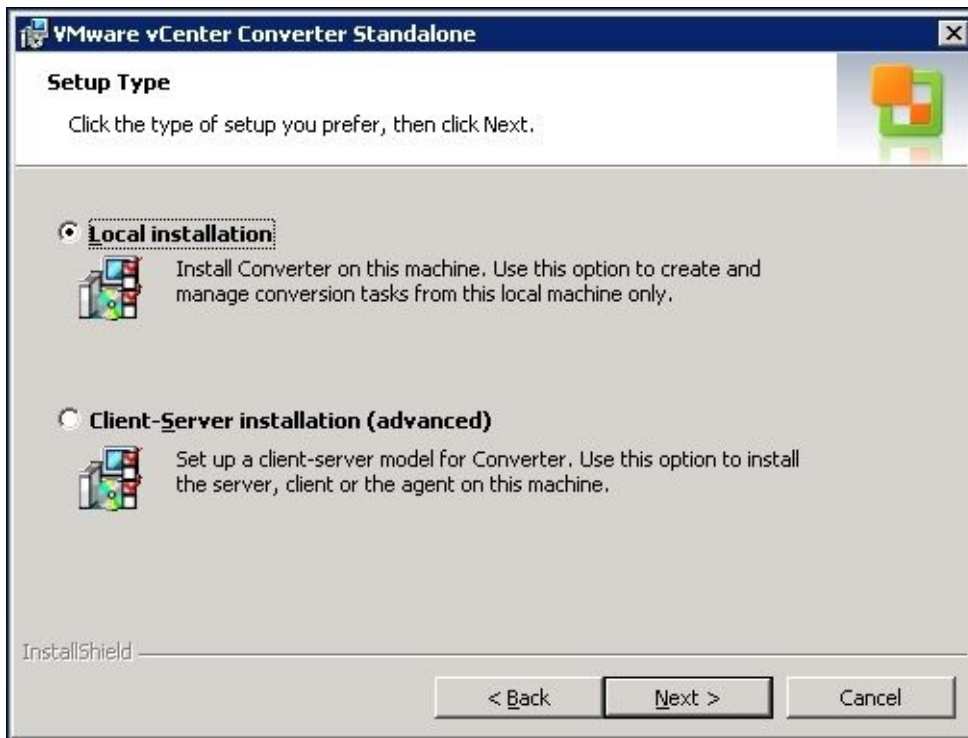 VMware vCenter Converter Standalone
Setup Type
Click the type of setup you prefer, then click Next.
Local installation
Install Converter on this machine. Use this option to create and
manage conversion tasks from this local machine only.
Client-Server installation (advanced)
Set up a client-server model for Converter. Use this option to install
the server, client or the agent on this machine.
InstallShield
< Back Next > Cancel